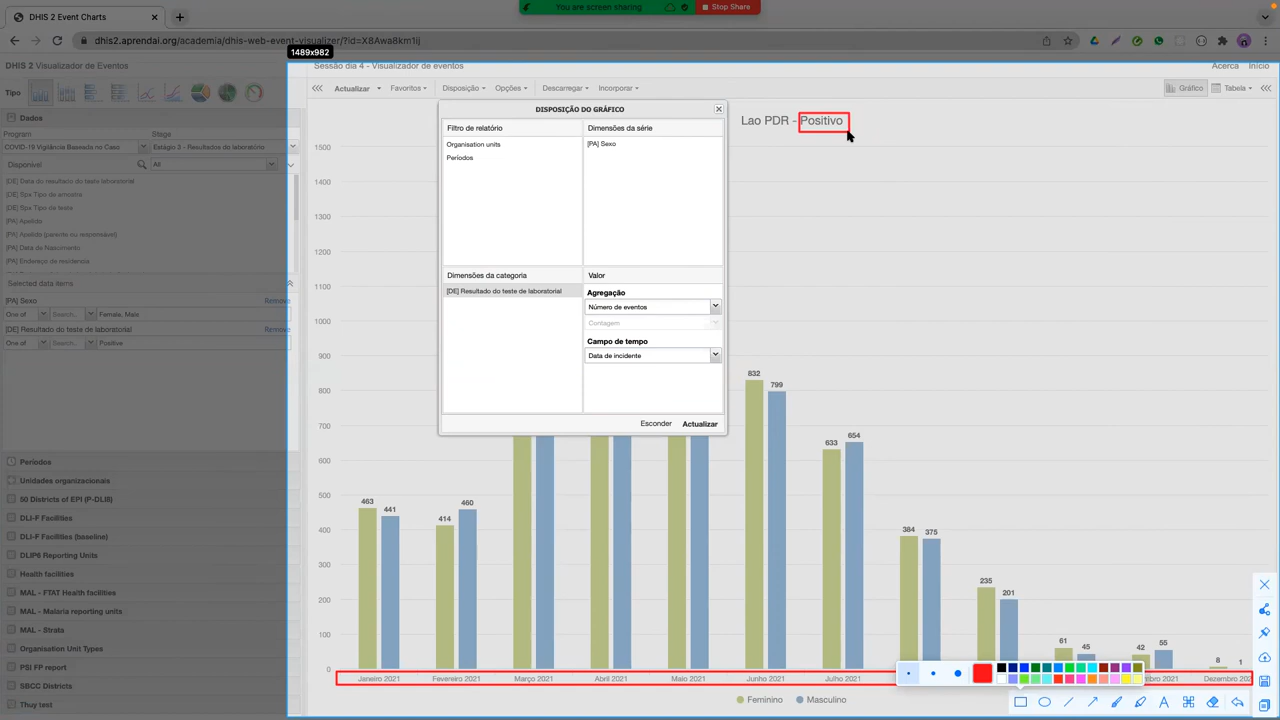 You are screen sharing
Stop Share
DHIS 2 Event Charts
dhis2.aprendai.org/academia/dhis-web-event-visualizer/?id=X8Awa8km1ij
1489x982
DHIS 2 Visualizador de Eventos
Sessão dia 4 - Visualizador de eventos
Acerca
Início
Tipo
Actualizar
Favoritos
Disposição
Opções
Descarregar
Incorporar
Gráfico
Tabela
Dados
Program
Stage
COVID-19 Vigilância Baseada no Caso
Estágio 3 - Resultados do laboratório
Disponível
All
[DE] Data do resultado do teste laboratorial
[DE] Spx Tipo de amostra
[DE] Spx Tipo de teste
[PA] Apelido
[PA] Apelido (parente ou responsável)
[PA] Data de Nascimento
[PA] Endereço de residência
Selected data items
[PA] Sexo
Remove
One of
Search...
Female, Male
[DE] Resultado do teste de laboratorial
Remove
One of
Search...
Positive
Períodos
Unidades organizacionais
50 Districts of EPI (P-DLI8)
DLI-F Facilities
DLI-F Facilities (baseline)
DLIP6 Reporting Units
Health facilities
MAL - FTAT Health facilities
MAL - Malaria reporting units
MAL - Strata
Organisation Unit Types
PSI FP report
SBCC Districts
Thuy test
DISPOSIÇÃO DO GRÁFICO
Filtro de relatório
Dimensões da série
Organisation units
Períodos
[PA] Sexo
Dimensões da categoria
Valor
[DE] Resultado do teste de laboratorial
Agregação
Número de eventos
Contagem
Campo de tempo
Data de incidente
Esconder
Actualizar
Lao PDR - Positivo
1500
1400
1300
1200
1100
1000
900
800
700
600
500
400
300
200
100
0
463
441
414
460
832
799
633
654
384
375
235
201
61
45
42
55
8
1
Janeiro 2021
Fevereiro 2021
Março 2021
Abril 2021
Maio 2021
Junho 2021
Julho 2021
Feminino
Masculino